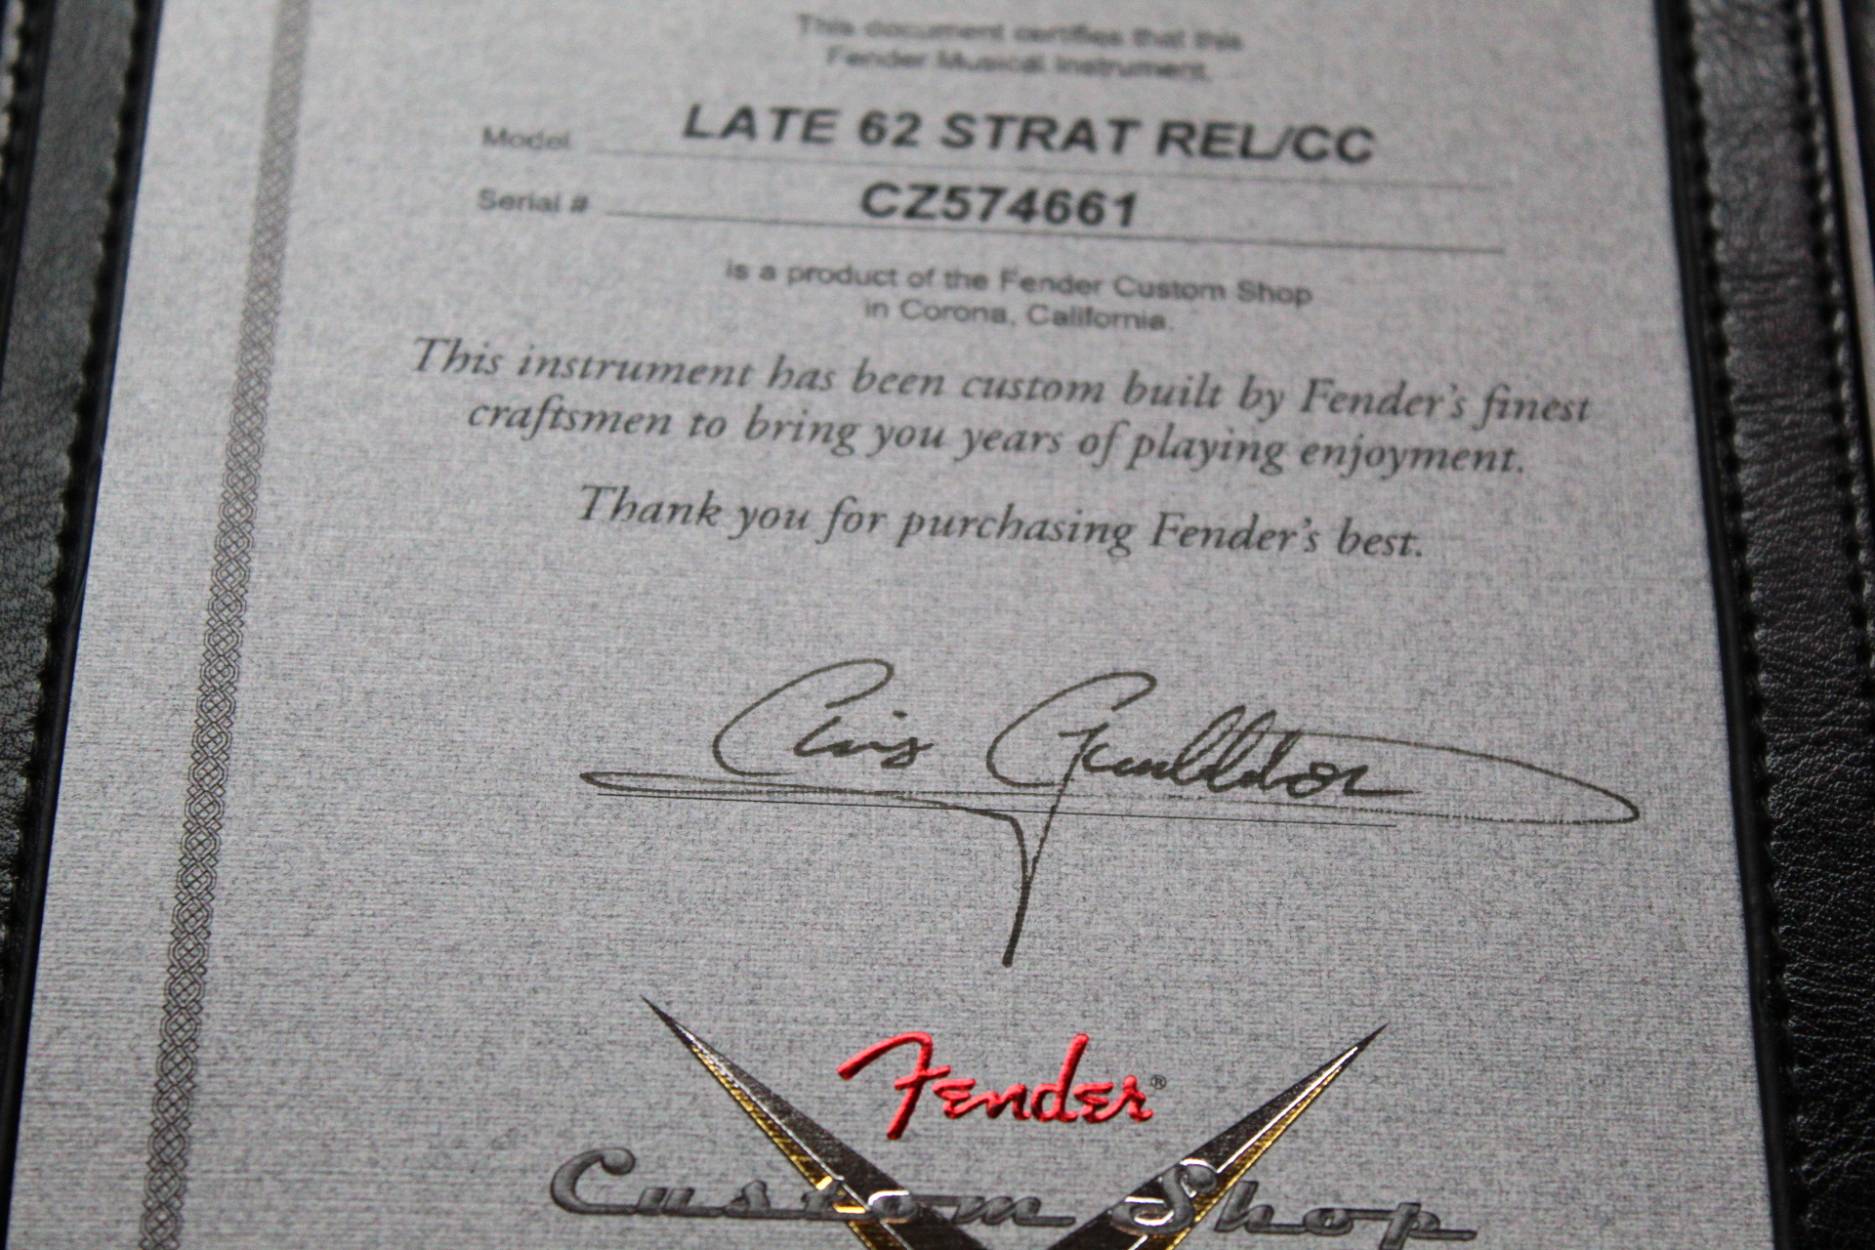 This document certifies that this
Fender Musical Instrument,
Model LATE 62 STRAT REL/CC
Serial # CZ574661
is a product of the Fender Custom Shop
in Corona, California.
This instrument has been custom built by Fender's finest
craftsmen to bring you years of playing enjoyment.
Thank you for purchasing Fender's best.
Fender®
Custom Shop